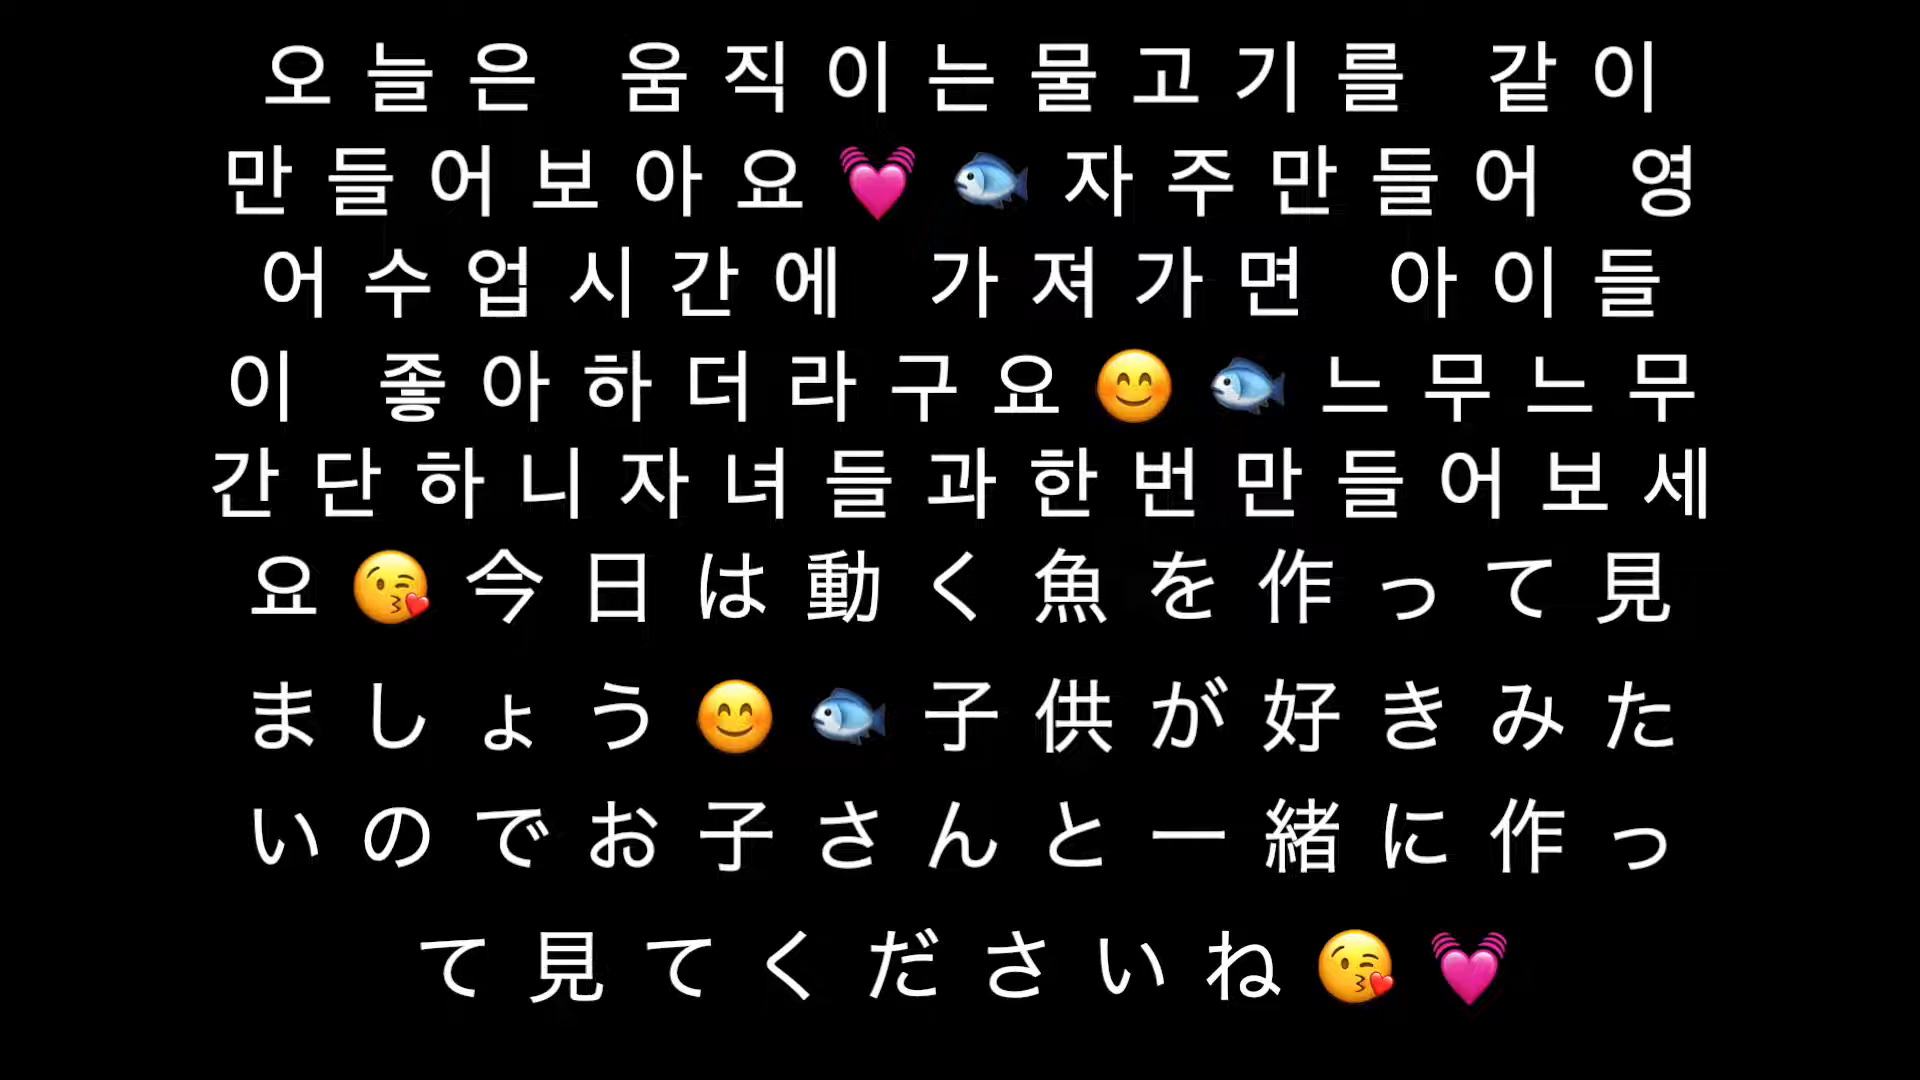 오늘은 움직이는물고기를 같이
만들어보아요💓🐟자주만들어 영
어수업시간에 가져가면 아이들
이 좋아하더라구요😊🐟느무느무
간단하니자녀들과한번만들어보세
요😘今日は動く魚を作って見
ましょう😊🐟子供が好きみた
いのでお子さんと一緒に作っ
て見てくださいね😘💓